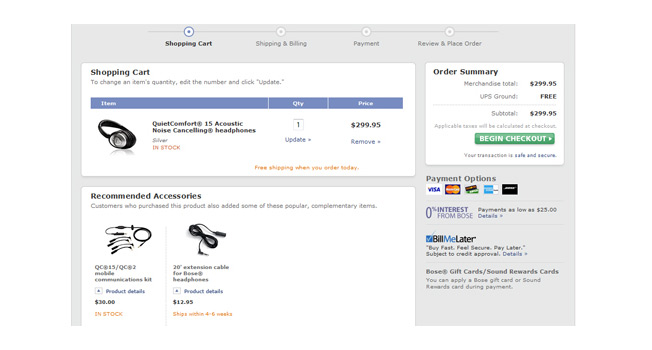 Shopping Cart
Shipping & Billing
Payment
Review & Place Order
Shopping Cart
To change an item's quantity, edit the number and click "Update."
Item
Qty
Price
QuietComfort® 15 Acoustic
Noise Cancelling® headphones
Silver
IN STOCK
1
Update »
$299.95
Remove »
Free shipping when you order today.
Recommended Accessories
Customers who purchased this product also added some of these popular, complementary items.
QC®15/QC®2
mobile
communications kit
Product details
$30.00
IN STOCK
20' extension cable
for Bose®
headphones
Product details
$12.95
Ships within 4-6 weeks
Order Summary
Merchandise total: $299.95
UPS Ground: FREE
Subtotal: $299.95
Applicable taxes will be calculated at checkout.
BEGIN CHECKOUT
Your transaction is safe and secure.
Payment Options
VISA
0% INTEREST
FROM BOSE
Payments as low as $25.00
Details »
BillMeLater
"Buy Fast. Feel Secure. Pay Later."
Subject to credit approval. Details »
Bose® Gift Cards/Sound Rewards Cards
You can apply a Bose gift card or Sound
Rewards card during payment.